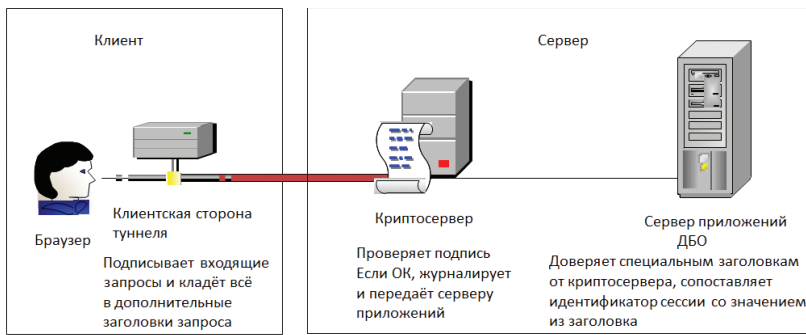 Клиент
Браузер
Клиентская сторона
туннеля
Подписывает входящие
запросы и кладёт всё
в дополнительные
заголовки запроса
Сервер
Криптосервер
Проверяет подпись
Если ОК, журналирует
и передаёт серверу
приложений
Сервер приложений
ДБО
Доверяет специальным заголовкам
от криптосервера, сопоставляет
идентификатор сессии со значением
из заголовка